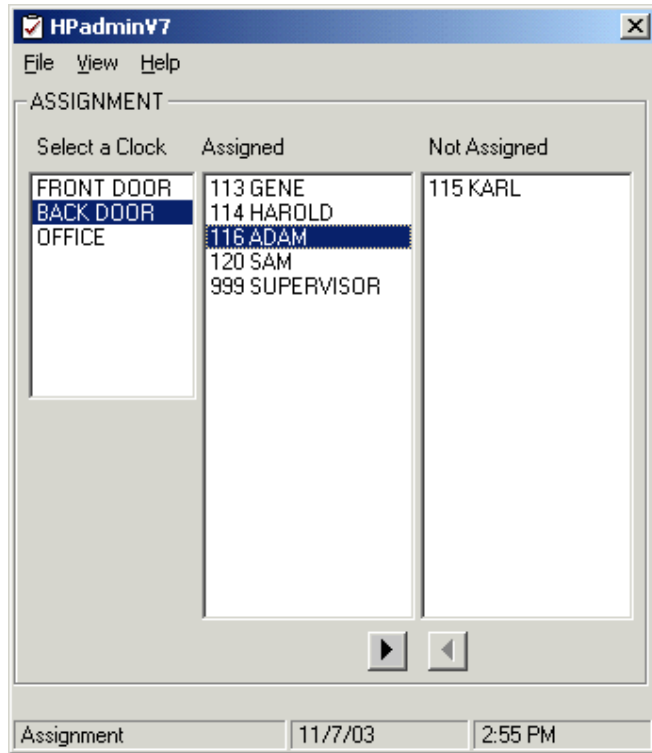 HPadminV7
File View Help
ASSIGNMENT
Select a Clock Assigned Not Assigned
FRONT DOOR
BACK DOOR
OFFICE
113 GENE
114 HAROLD
116 ADAM
120 SAM
999 SUPERVISOR
115 KARL
Assignment 11/7/03 2:55 PM